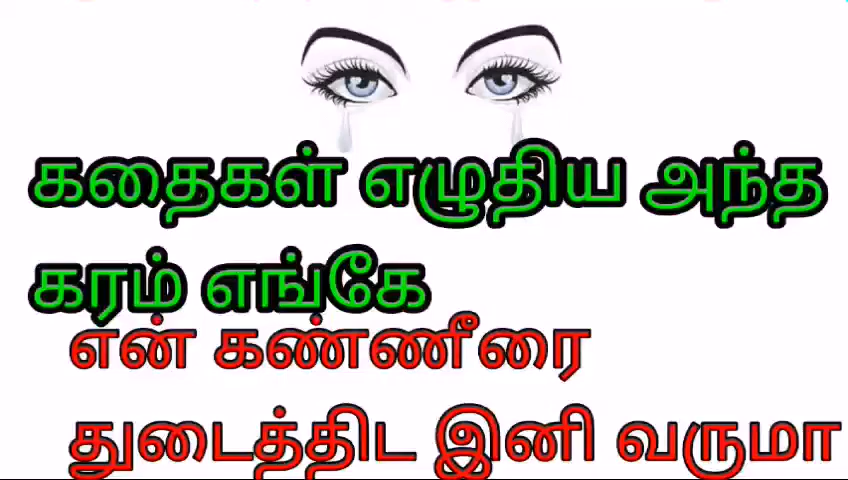 கதைகள் எழுதிய அந்த
கரம் எங்கே
என் கண்ணீரை
துடைத்திட இனி வருமா